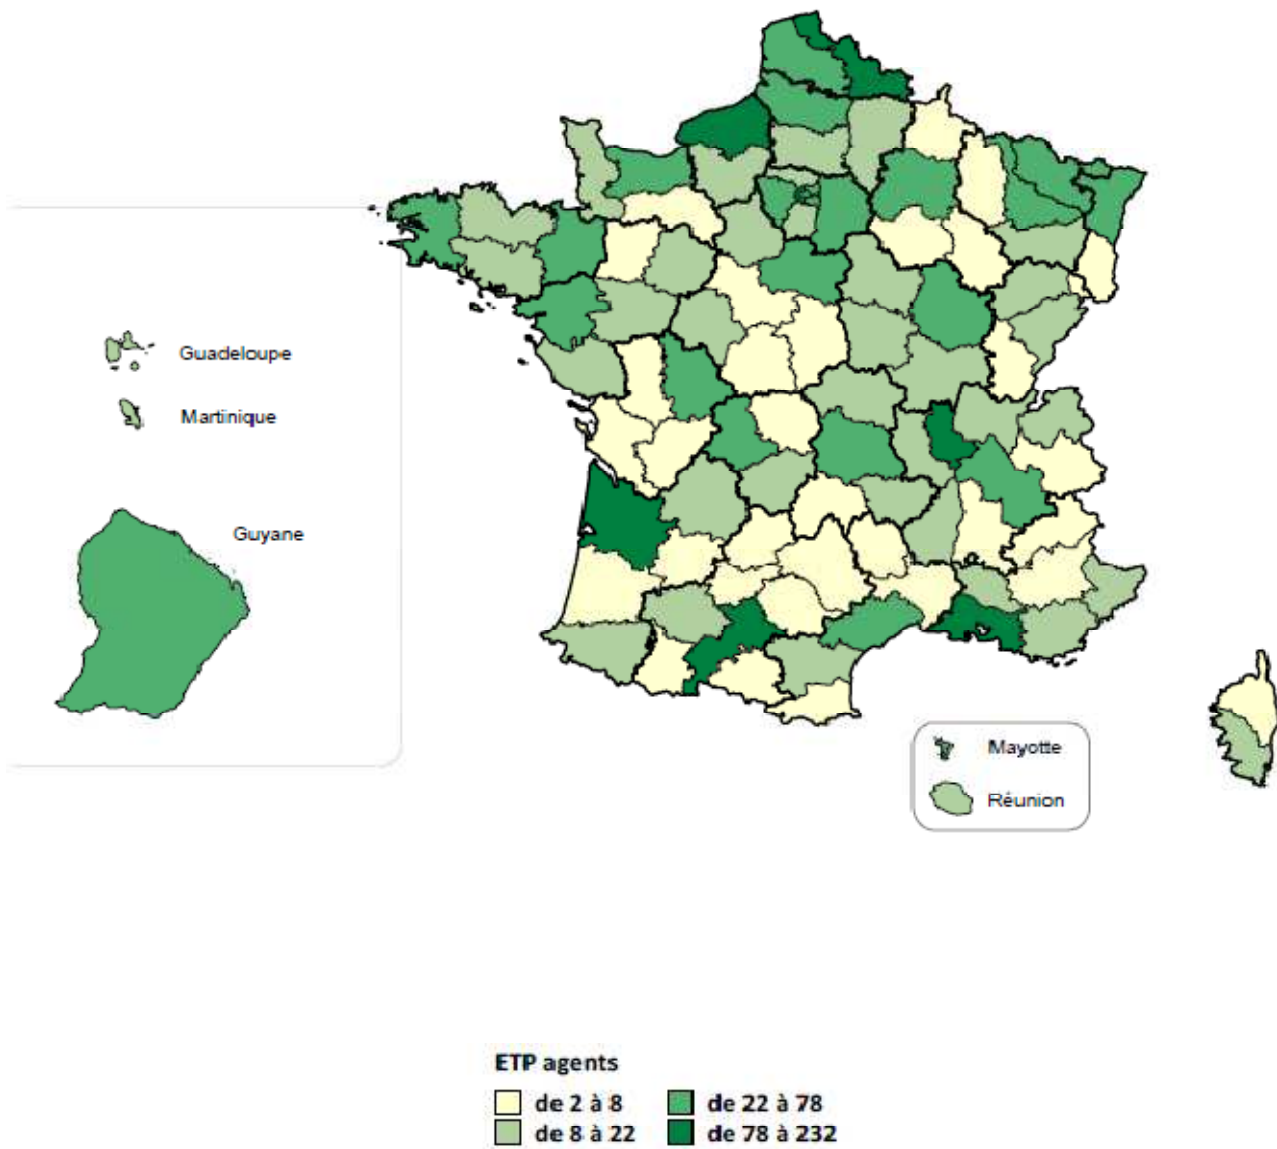 Guadeloupe
Martinique
Guyane
Mayotte
Réunion
ETP agents
de 2 à 8
de 22 à 78
de 8 à 22
de 78 à 232